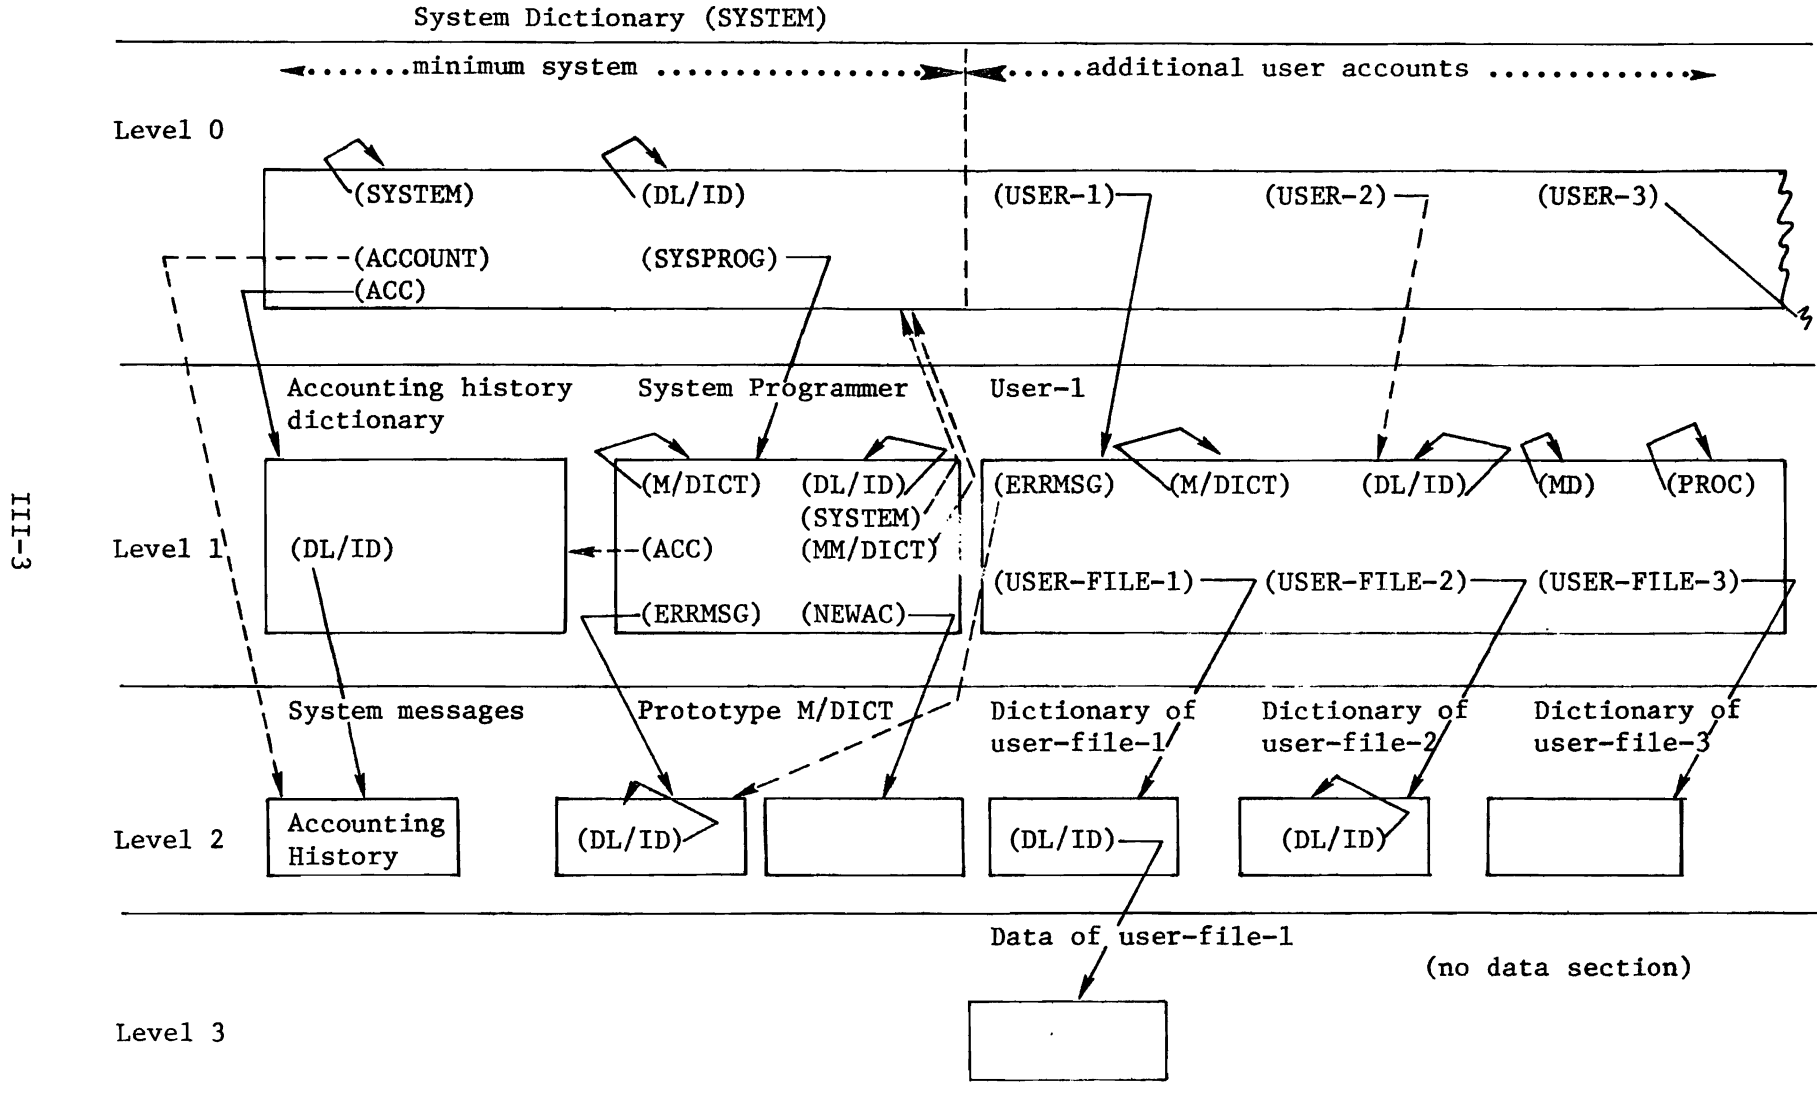 System Dictionary (SYSTEM)
minimum system
additional user accounts
Level 0
(SYSTEM) (DL/ID) (USER-1) (USER-2) (USER-3)
(ACCOUNT) (SYSPROG)
(ACC)
Accounting history System Programmer User-1
dictionary
(M/DICT) (DL/ID) (ERRMSG) (M/DICT) (DL/ID) (MD) (PROC)
(SYSTEM)
III-3
Level 1 (DL/ID) (ACC) (MM/DICT)
(USER-FILE-1) (USER-FILE-2) (USER-FILE-3)
(ERRMSG) (NEWAC)
System messages Prototype M/DICT Dictionary of Dictionary of Dictionary of
user-file-1 user-file-2 user-file-3
Accounting
Level 2 (DL/ID) (DL/ID) (DL/ID)
History
Data of user-file-1
(no data section)
Level 3